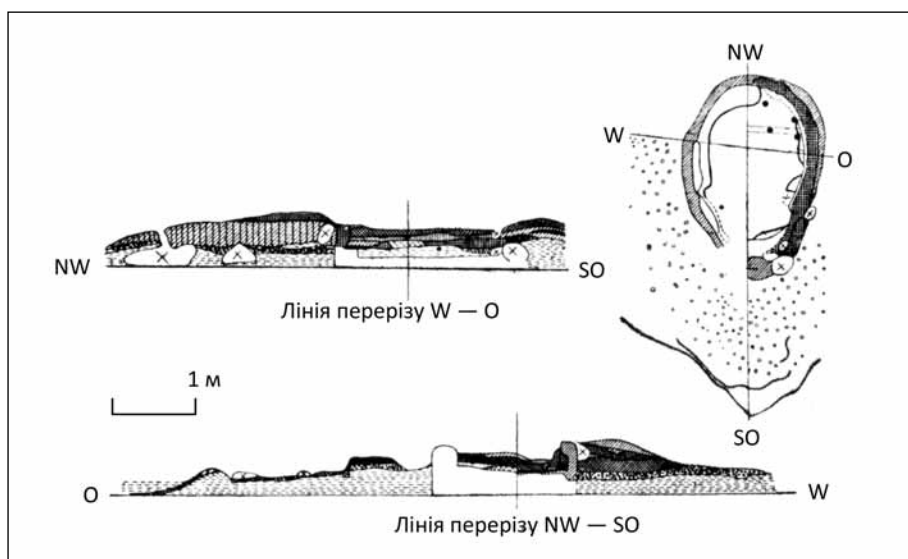 NW
W
O
NW
SO
Лінія перерізу W — O
1 м
SO
O
W
Лінія перерізу NW — SO